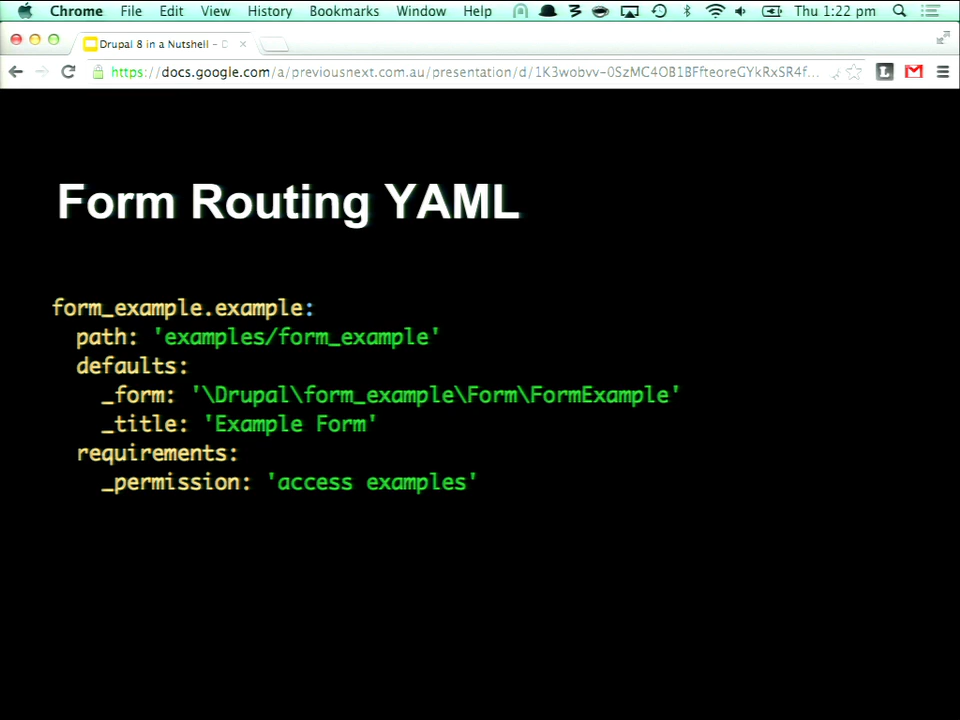 Chrome File Edit View History Bookmarks Window Help Thu 1:22 pm
Drupal 8 in a Nutshell – D
https://docs.google.com/a/previousnext.com.au/presentation/d/1K3wobvv-0SzMC4OB1BFfteoreGYkRxSR4f...
Form Routing YAML
form_example.example:
path: 'examples/form_example'
defaults:
_form: '\Drupal\form_example\Form\FormExample'
_title: 'Example Form'
requirements:
_permission: 'access examples'